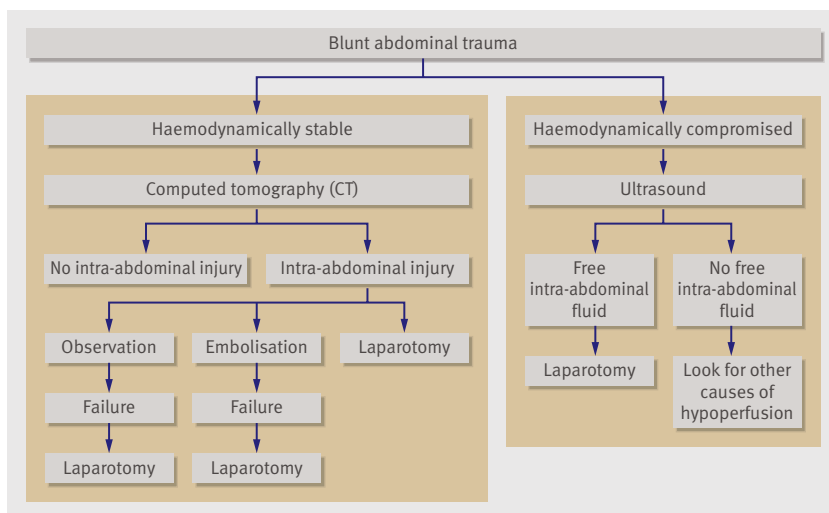 Blunt abdominal trauma
Haemodynamically stable
Computed tomography (CT)
No intra-abdominal injury
Intra-abdominal injury
Observation
Embolisation
Laparotomy
Failure
Failure
Laparotomy
Laparotomy
Haemodynamically compromised
Ultrasound
Free
intra-abdominal
fluid
No free
intra-abdominal
fluid
Laparotomy
Look for other
causes of
hypoperfusion